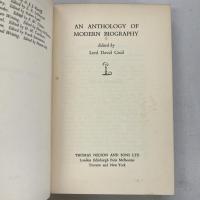 AN ANTHOLOGY OF
MODERN BIOGRAPHY
Edited by
Lord David Cecil
THOMAS NELSON AND SONS LTD
London Edinburgh Paris Melbourne
Toronto and New York